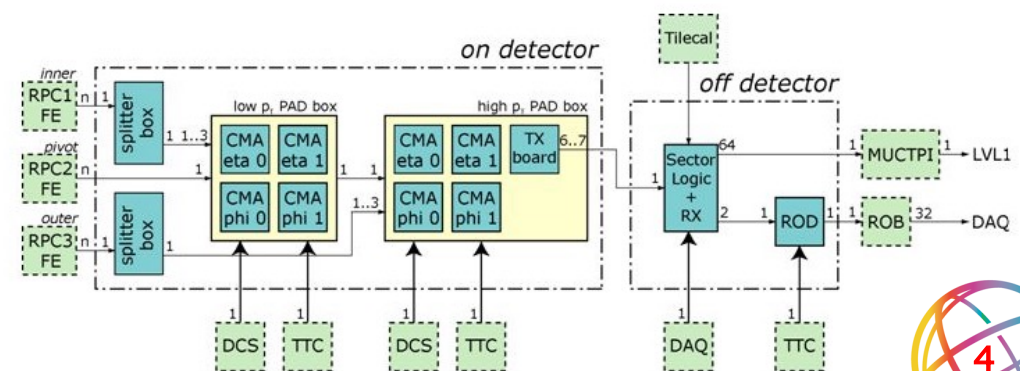 on detector
off detector
Tilecal
inner
RPC1
FE
n
1
splitter
box
1
1..3
low pT PAD box
CMA
eta 0
CMA
eta 1
CMA
phi 0
CMA
phi 1
high pT PAD box
CMA
eta 0
CMA
eta 1
TX
board
6..7
CMA
phi 0
CMA
phi 1
pivot
RPC2
FE
n
1
1
1
1..3
outer
RPC3
FE
n
1
splitter
box
1
1
Sector
Logic
+
RX
64
2
1
ROD
1
1
MUCTPI
1
LVL1
1
ROB
32
DAQ
1
DCS
1
TTC
1
DCS
1
TTC
1
DAQ
1
TTC
4